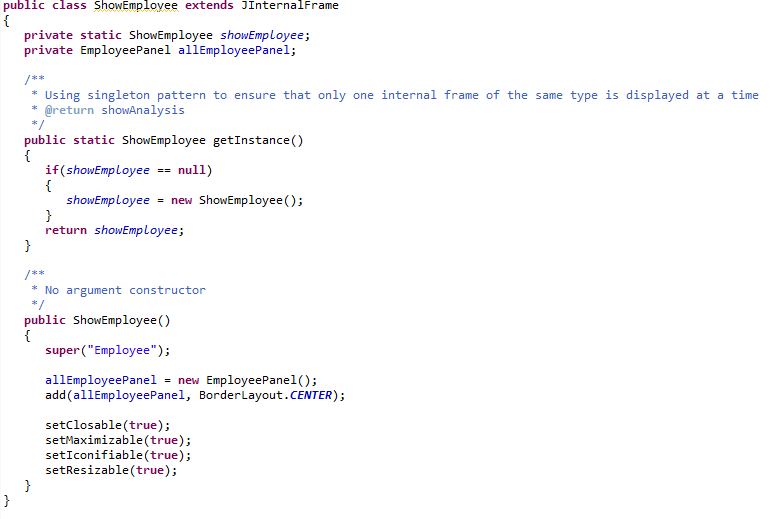 public class ShowEmployee extends JInternalFrame
{
   private static ShowEmployee showEmployee;
   private EmployeePanel allEmployeePanel;

   /**
    * Using singleton pattern to ensure that only one internal frame of the same type is displayed at a time
    * @return showAnalysis
    */
   public static ShowEmployee getInstance()
   {
      if(showEmployee == null)
      {
         showEmployee = new ShowEmployee();
      }
      return showEmployee;
   }

   /**
    * No argument constructor
    */
   public ShowEmployee()
   {
      super("Employee");

      allEmployeePanel = new EmployeePanel();
      add(allEmployeePanel, BorderLayout.CENTER);

      setClosable(true);
      setMaximizable(true);
      setIconifiable(true);
      setResizable(true);
   }
}